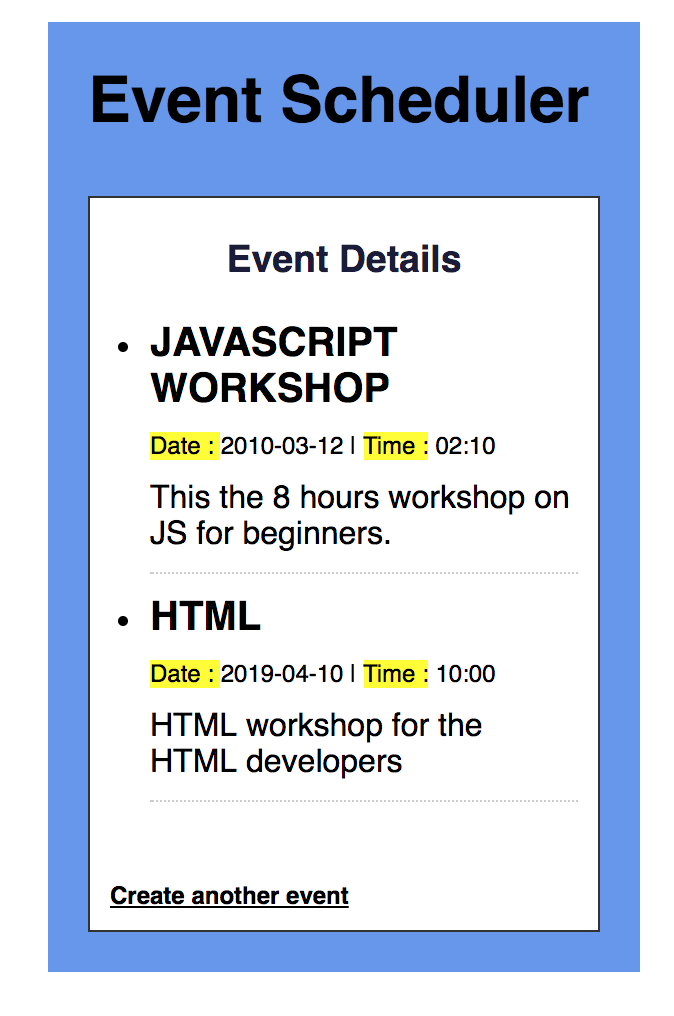 Event Scheduler
Event Details
JAVASCRIPT
WORKSHOP
Date : 2010-03-12 | Time : 02:10
This the 8 hours workshop on
JS for beginners.
HTML
Date : 2019-04-10 | Time : 10:00
HTML workshop for the
HTML developers
Create another event